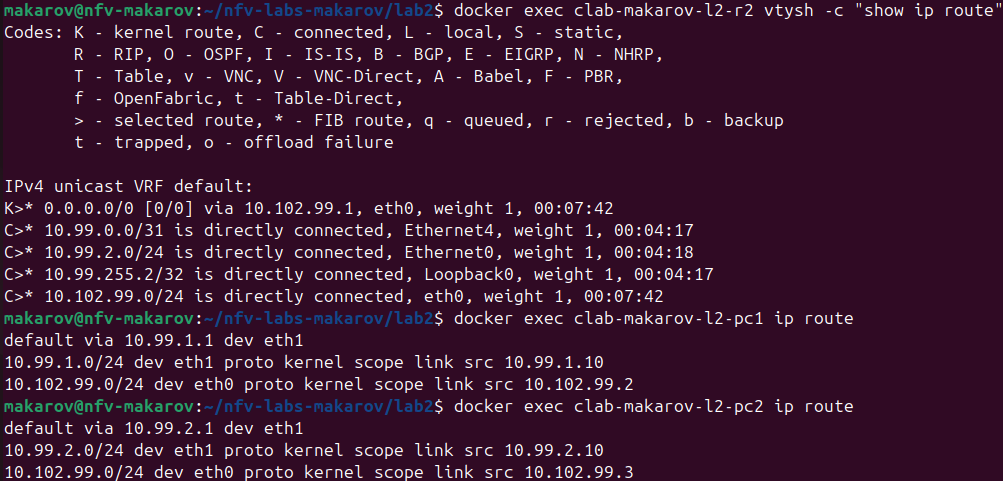 makarov@nfv-makarov:~/nfv-labs-makarov/lab2$ docker exec clab-makarov-l2-r2 vtysh -c "show ip route"
Codes: K - kernel route, C - connected, L - local, S - static,
       R - RIP, O - OSPF, I - IS-IS, B - BGP, E - EIGRP, N - NHRP,
       T - Table, v - VNC, V - VNC-Direct, A - Babel, F - PBR,
       f - OpenFabric, t - Table-Direct,
       > - selected route, * - FIB route, q - queued, r - rejected, b - backup
       t - trapped, o - offload failure

IPv4 unicast VRF default:
K>* 0.0.0.0/0 [0/0] via 10.102.99.1, eth0, weight 1, 00:07:42
C>* 10.99.0.0/31 is directly connected, Ethernet4, weight 1, 00:04:17
C>* 10.99.2.0/24 is directly connected, Ethernet0, weight 1, 00:04:18
C>* 10.99.255.2/32 is directly connected, Loopback0, weight 1, 00:04:17
C>* 10.102.99.0/24 is directly connected, eth0, weight 1, 00:07:42
makarov@nfv-makarov:~/nfv-labs-makarov/lab2$ docker exec clab-makarov-l2-pc1 ip route
default via 10.99.1.1 dev eth1
10.99.1.0/24 dev eth1 proto kernel scope link src 10.99.1.10
10.102.99.0/24 dev eth0 proto kernel scope link src 10.102.99.2
makarov@nfv-makarov:~/nfv-labs-makarov/lab2$ docker exec clab-makarov-l2-pc2 ip route
default via 10.99.2.1 dev eth1
10.99.2.0/24 dev eth1 proto kernel scope link src 10.99.2.10
10.102.99.0/24 dev eth0 proto kernel scope link src 10.102.99.3